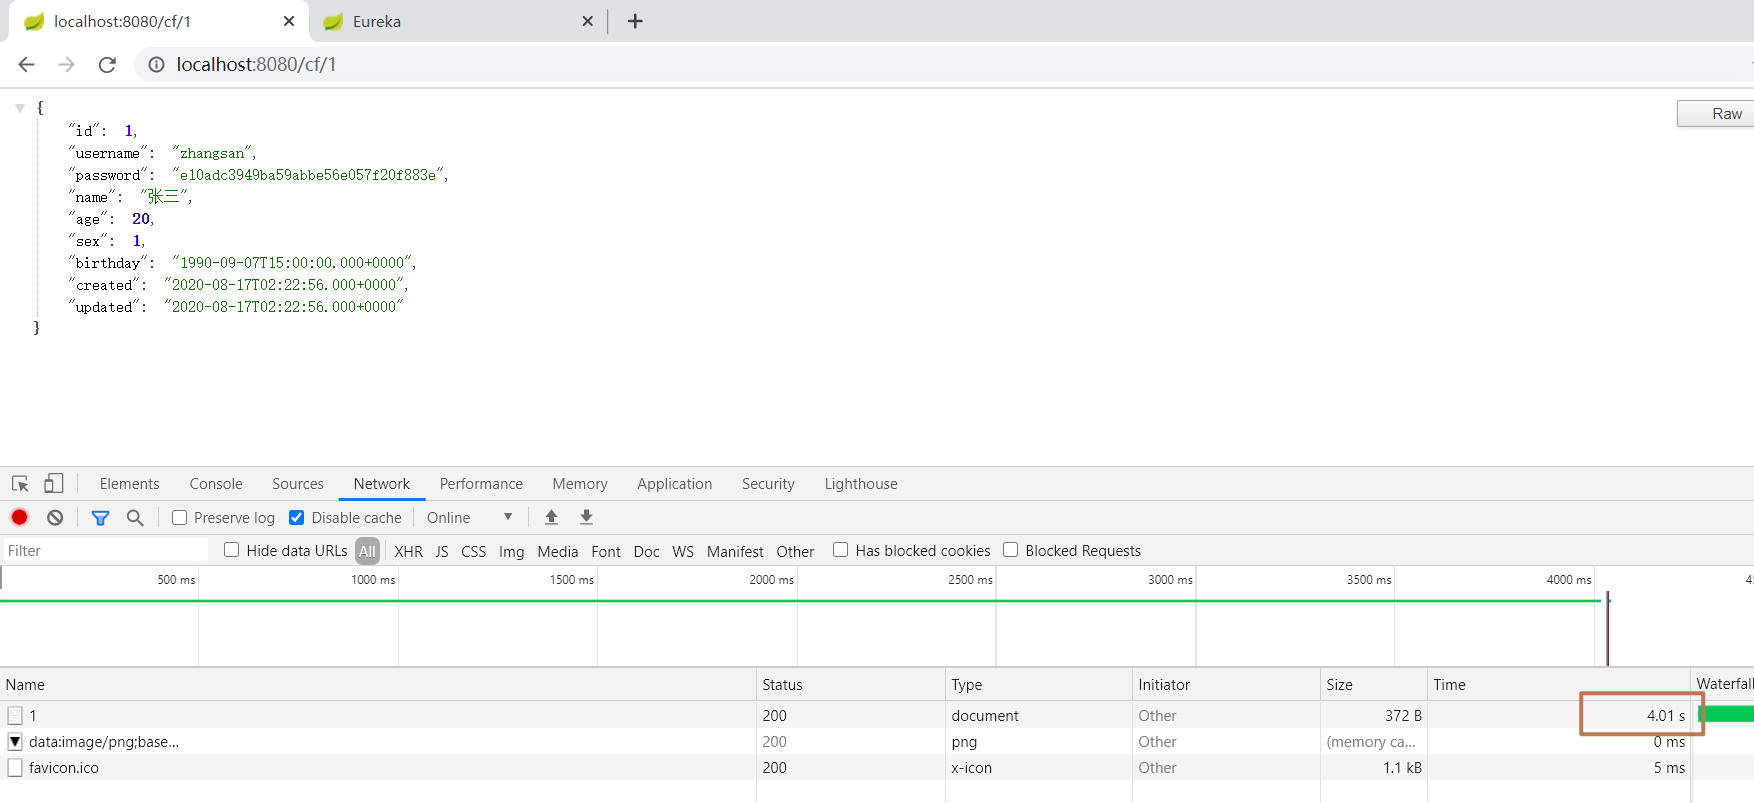 localhost:8080/cf/1
Eureka
localhost:8080/cf/1
Raw
{
"id": 1,
"username": "zhangsan",
"password": "e10adc3949ba59abbe56e057f20f883e",
"name": "张三",
"age": 20,
"sex": 1,
"birthday": "1990-09-07T15:00:00.000+0000",
"created": "2020-08-17T02:22:56.000+0000",
"updated": "2020-08-17T02:22:56.000+0000"
}
Elements Console Sources Network Performance Memory Application Security Lighthouse
Preserve log Disable cache Online
Filter Hide data URLs All XHR JS CSS Img Media Font Doc WS Manifest Other Has blocked cookies Blocked Requests
500 ms 1000 ms 1500 ms 2000 ms 2500 ms 3000 ms 3500 ms 4000 ms
Name Status Type Initiator Size Time Waterfall
1 200 document Other 372 B 4.01 s
data:image/png;base... 200 png Other (memory ca... 0 ms
favicon.ico 200 x-icon Other 1.1 kB 5 ms